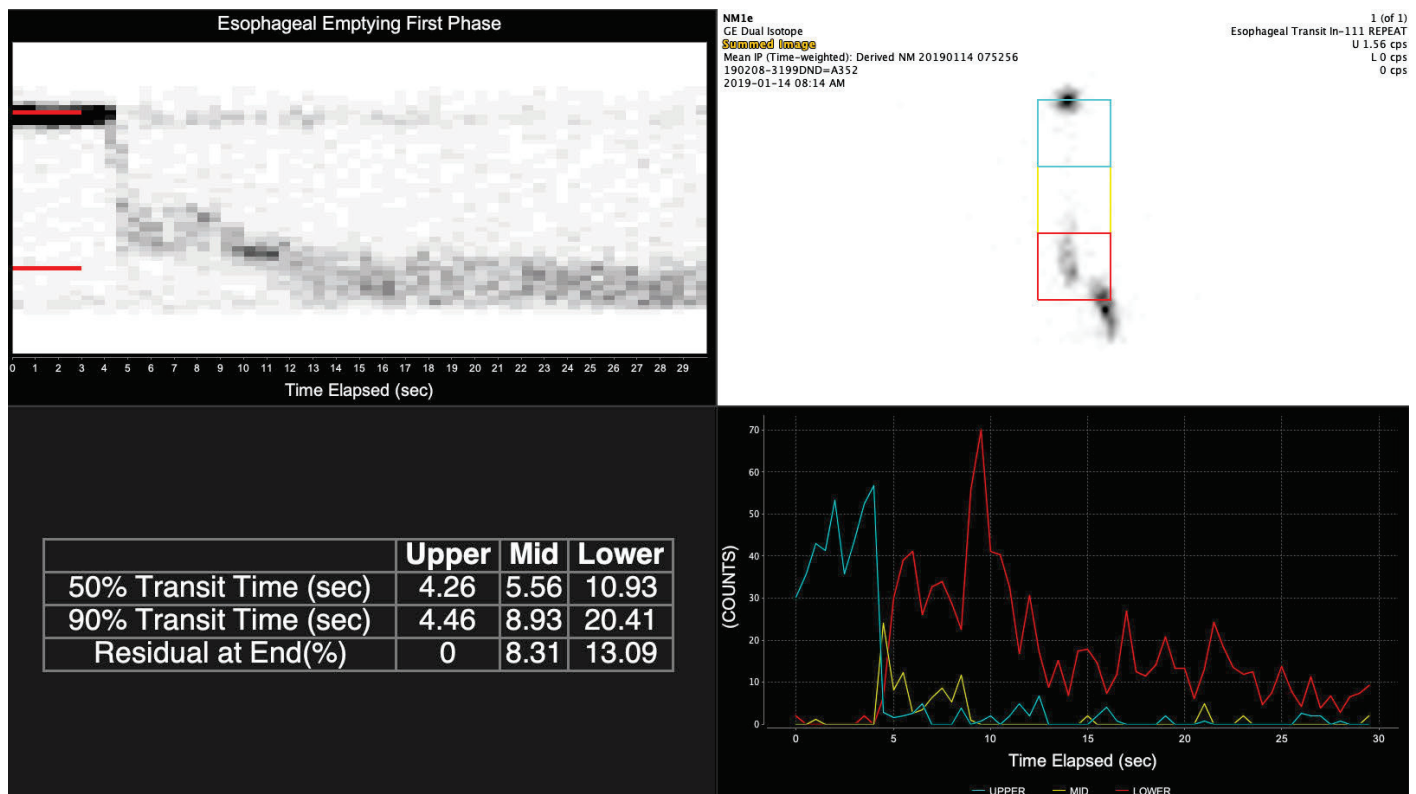 Esophageal Emptying First Phase
0 1 2 3 4 5 6 7 8 9 10 11 12 13 14 15 16 17 18 19 20 21 22 23 24 25 26 27 28 29
Time Elapsed (sec)
NM1e
GE Dual Isotope
Summed Image
Mean IP (Time-weighted): Derived NM 20190114 075256
190208-3199DND=A352
2019-01-14 08:14 AM
1 (of 1)
Esophageal Transit In-111 REPEAT
U 1.56 cps
L 0 cps
0 cps
Upper Mid Lower
50% Transit Time (sec) 4.26 5.56 10.93
90% Transit Time (sec) 4.46 8.93 20.41
Residual at End(%) 0 8.31 13.09
70
60
50
40
30
20
10
0
(COUNTS)
0 5 10 15 20 25 30
Time Elapsed (sec)
UPPER MID LOWER